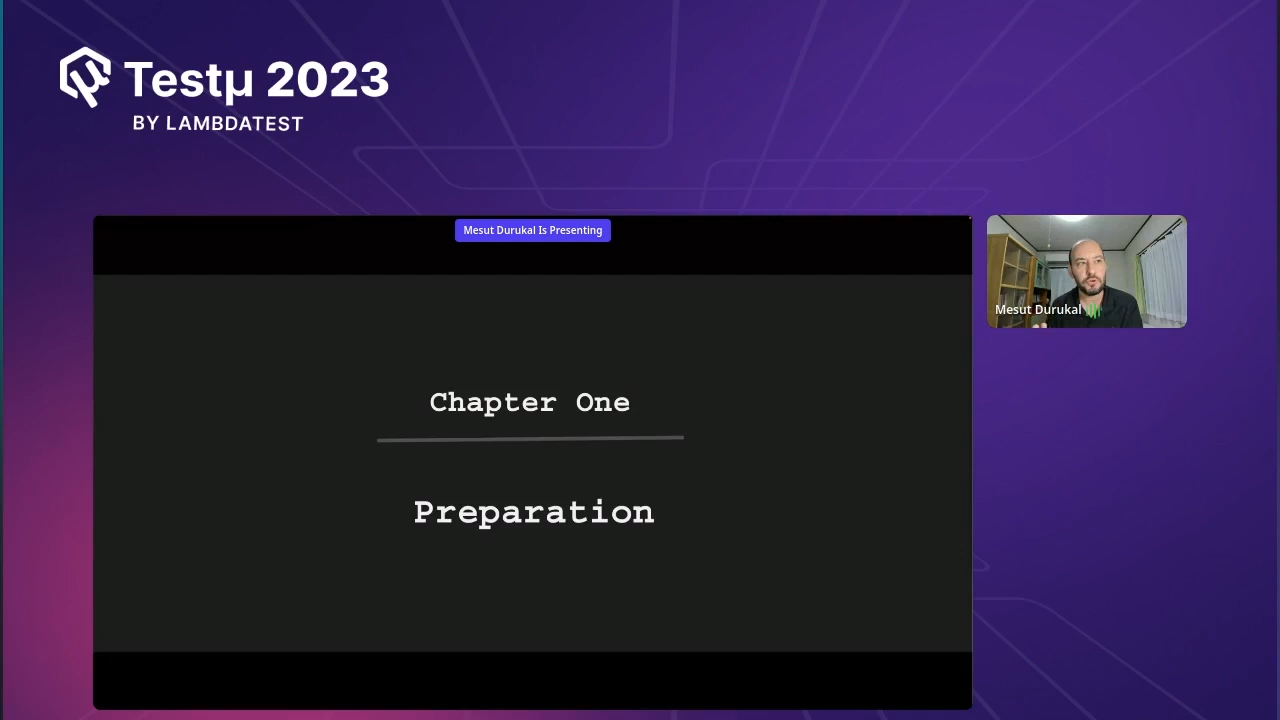 Testμ 2023
BY LAMBDATEST
Mesut Durukal Is Presenting
Mesut Durukal
Chapter One
Preparation